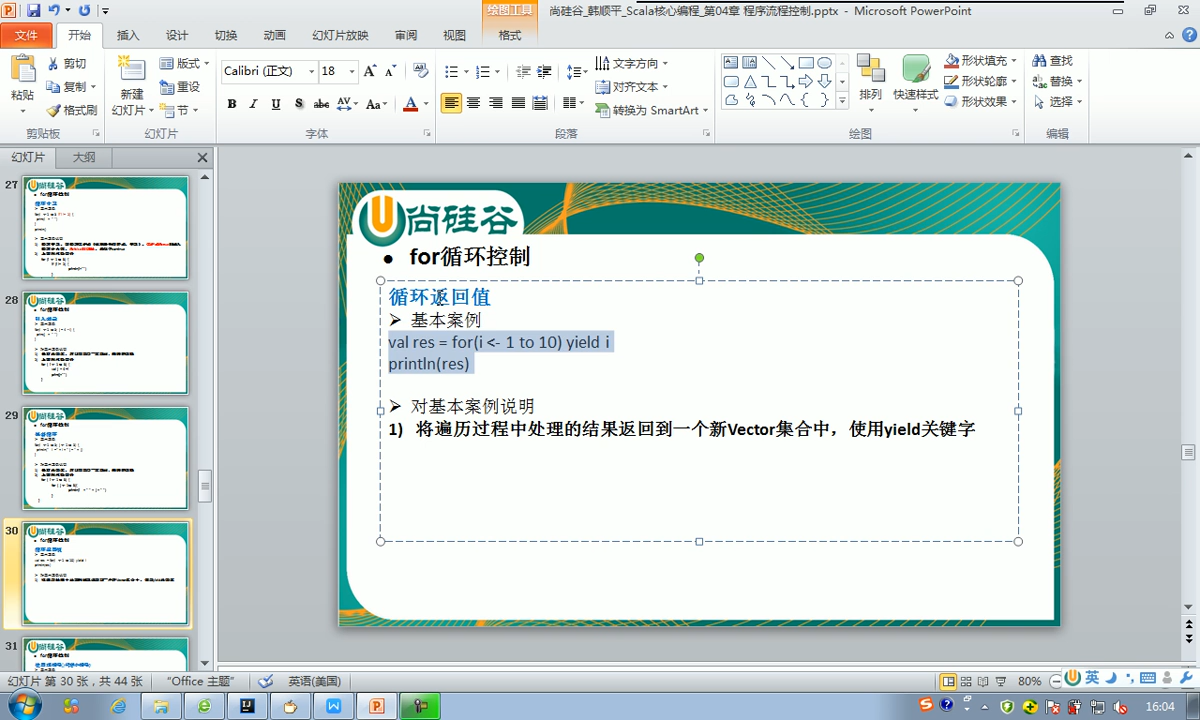 绘图工具
尚硅谷_韩顺平_Scala核心编程_第04章 程序流程控制.pptx - Microsoft PowerPoint
文件 开始 插入 设计 切换 动画 幻灯片放映 审阅 视图 格式
粘贴 剪切 复制 格式刷 剪贴板
新建 幻灯片 版式 重设 节 幻灯片
Calibri (正文) 18
B I U S abc AV Aa A
字体
文字方向
对齐文本
转换为 SmartArt
段落
排列 快速样式 形状填充 形状轮廓 形状效果 绘图
查找 替换 选择 编辑
幻灯片 大纲
27
28
29
30
31
尚硅谷
for循环控制
循环返回值
基本案例
val res = for(i <- 1 to 10) yield i
println(res)
对基本案例说明
1) 将遍历过程中处理的结果返回到一个新Vector集合中，使用yield关键字
幻灯片 第 30 张，共 44 张 "Office 主题" 英语(美国) 80% 英
16:04